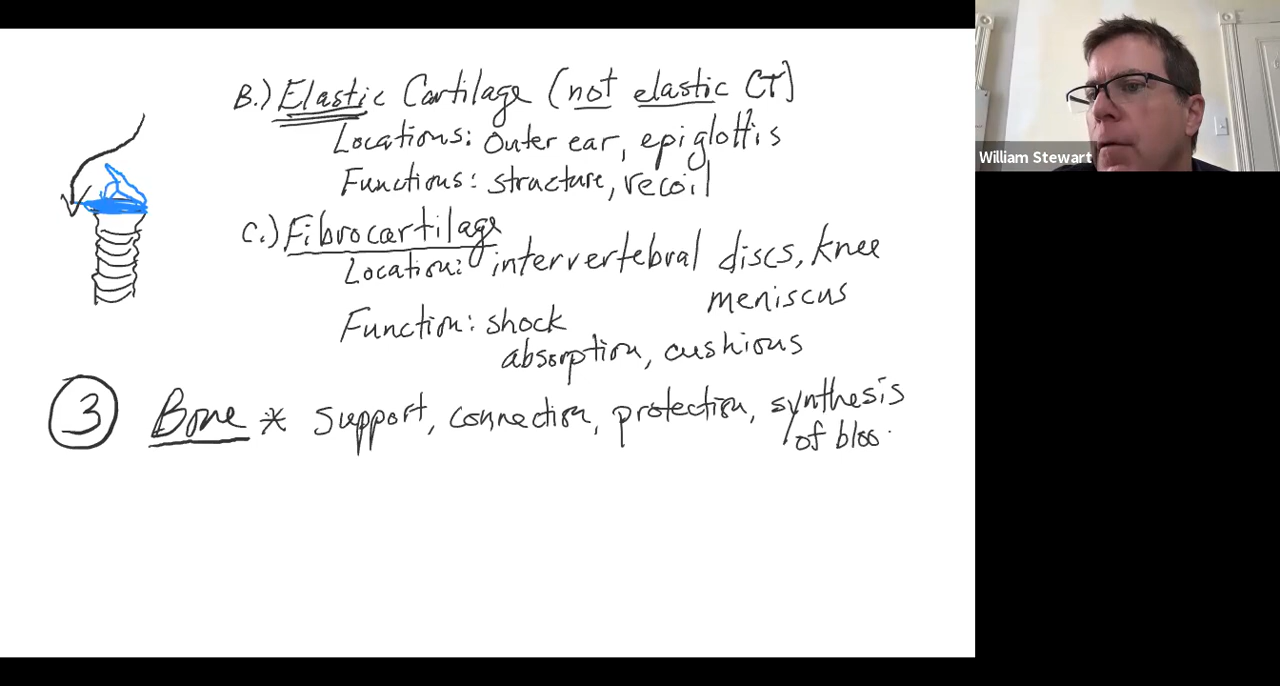 B.) Elastic Cartilage (not elastic CT)
Locations: Outer ear, epiglottis
Functions: structure, recoil
C.) Fibrocartilage
Location: intervertebral discs, knee
meniscus
Function: shock
absorption, cushions
3 Bone * support, connection, protection, synthesis
of bloo
William Stewart